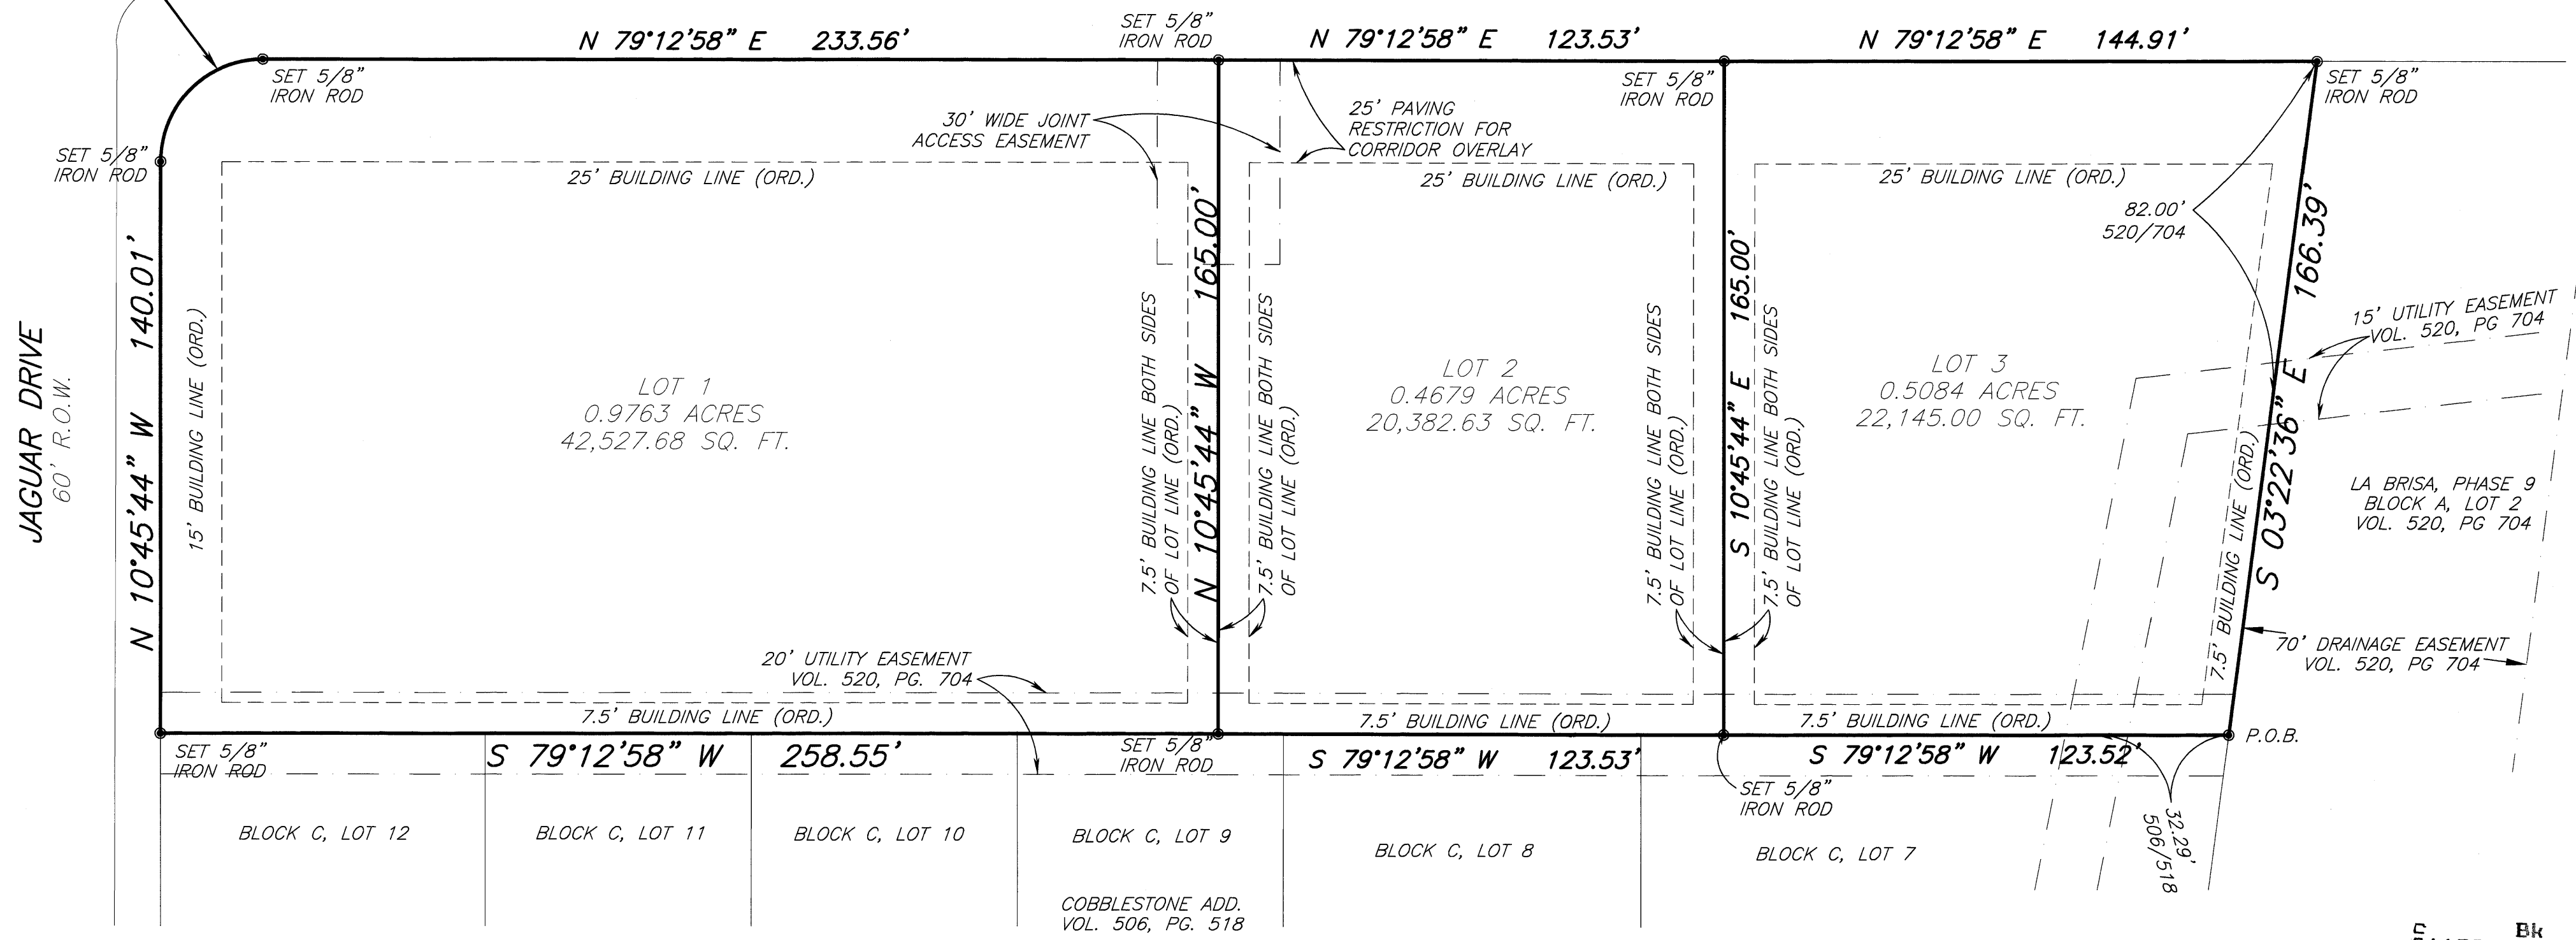 N 79°12'58" E 233.56'
SET 5/8"
IRON ROD
N 79°12'58" E 123.53'
N 79°12'58" E 144.91'
SET 5/8"
IRON ROD
SET 5/8"
IRON ROD
SET 5/8"
IRON ROD
30' WIDE JOINT
ACCESS EASEMENT
25' PAVING
RESTRICTION FOR
CORRIDOR OVERLAY
SET 5/8"
IRON ROD
25' BUILDING LINE (ORD.)
25' BUILDING LINE (ORD.)
25' BUILDING LINE (ORD.)
82.00'
520/704
JAGUAR DRIVE
60' R.O.W.
N 10°45'44" W 140.01'
15' BUILDING LINE (ORD.)
LOT 1
0.9763 ACRES
42,527.68 SQ. FT.
7.5' BUILDING LINE BOTH SIDES
OF LOT LINE (ORD.)
N 10°45'44" W 165.00'
7.5' BUILDING LINE BOTH SIDES
OF LOT LINE (ORD.)
LOT 2
0.4679 ACRES
20,382.63 SQ. FT.
7.5' BUILDING LINE BOTH SIDES
OF LOT LINE (ORD.)
S 10°45'44" E 165.00'
7.5' BUILDING LINE BOTH SIDES
OF LOT LINE (ORD.)
LOT 3
0.5084 ACRES
22,145.00 SQ. FT.
7.5' BUILDING LINE (ORD.)
S 03°22'36" E 166.39'
15' UTILITY EASEMENT
VOL. 520, PG 704
LA BRISA, PHASE 9
BLOCK A, LOT 2
VOL. 520, PG 704
70' DRAINAGE EASEMENT
VOL. 520, PG 704
20' UTILITY EASEMENT
VOL. 520, PG. 704
7.5' BUILDING LINE (ORD.)
7.5' BUILDING LINE (ORD.)
7.5' BUILDING LINE (ORD.)
P.O.B.
SET 5/8"
IRON ROD
S 79°12'58" W 258.55'
SET 5/8"
IRON ROD
S 79°12'58" W 123.53'
S 79°12'58" W 123.52'
SET 5/8"
IRON ROD
32.29'
506/518
BLOCK C, LOT 12
BLOCK C, LOT 11
BLOCK C, LOT 10
BLOCK C, LOT 9
BLOCK C, LOT 8
BLOCK C, LOT 7
COBBLESTONE ADD.
VOL. 506, PG. 518
Bk